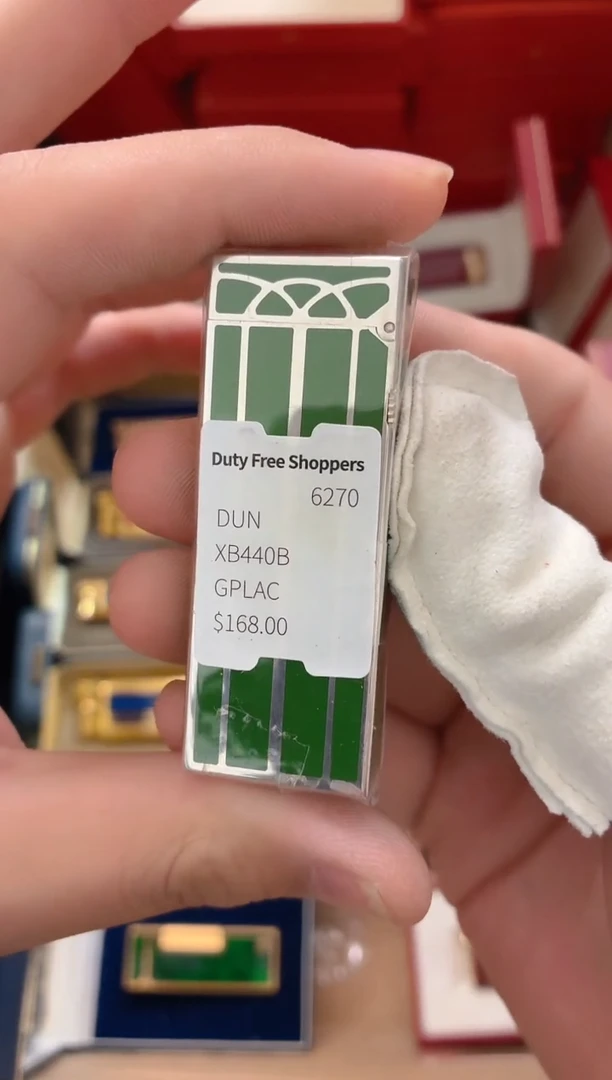 Duty Free Shoppers
6270
DUN
XB440B
GPLAC
$168.00